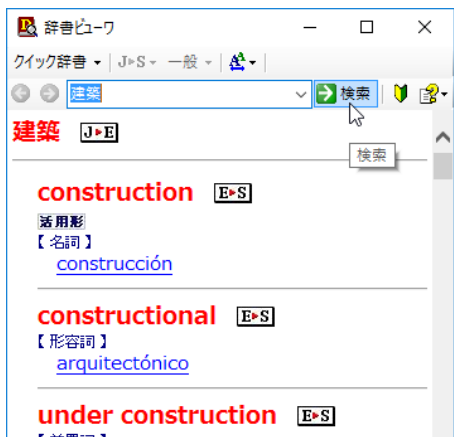 辞書ビューワ
クイック辞書 J▸S 一般
建築 検索
建築 J▸E
検索
construction E▸S
活用形
【名詞】
construcción
constructional E▸S
【形容詞】
arquitectónico
under construction E▸S